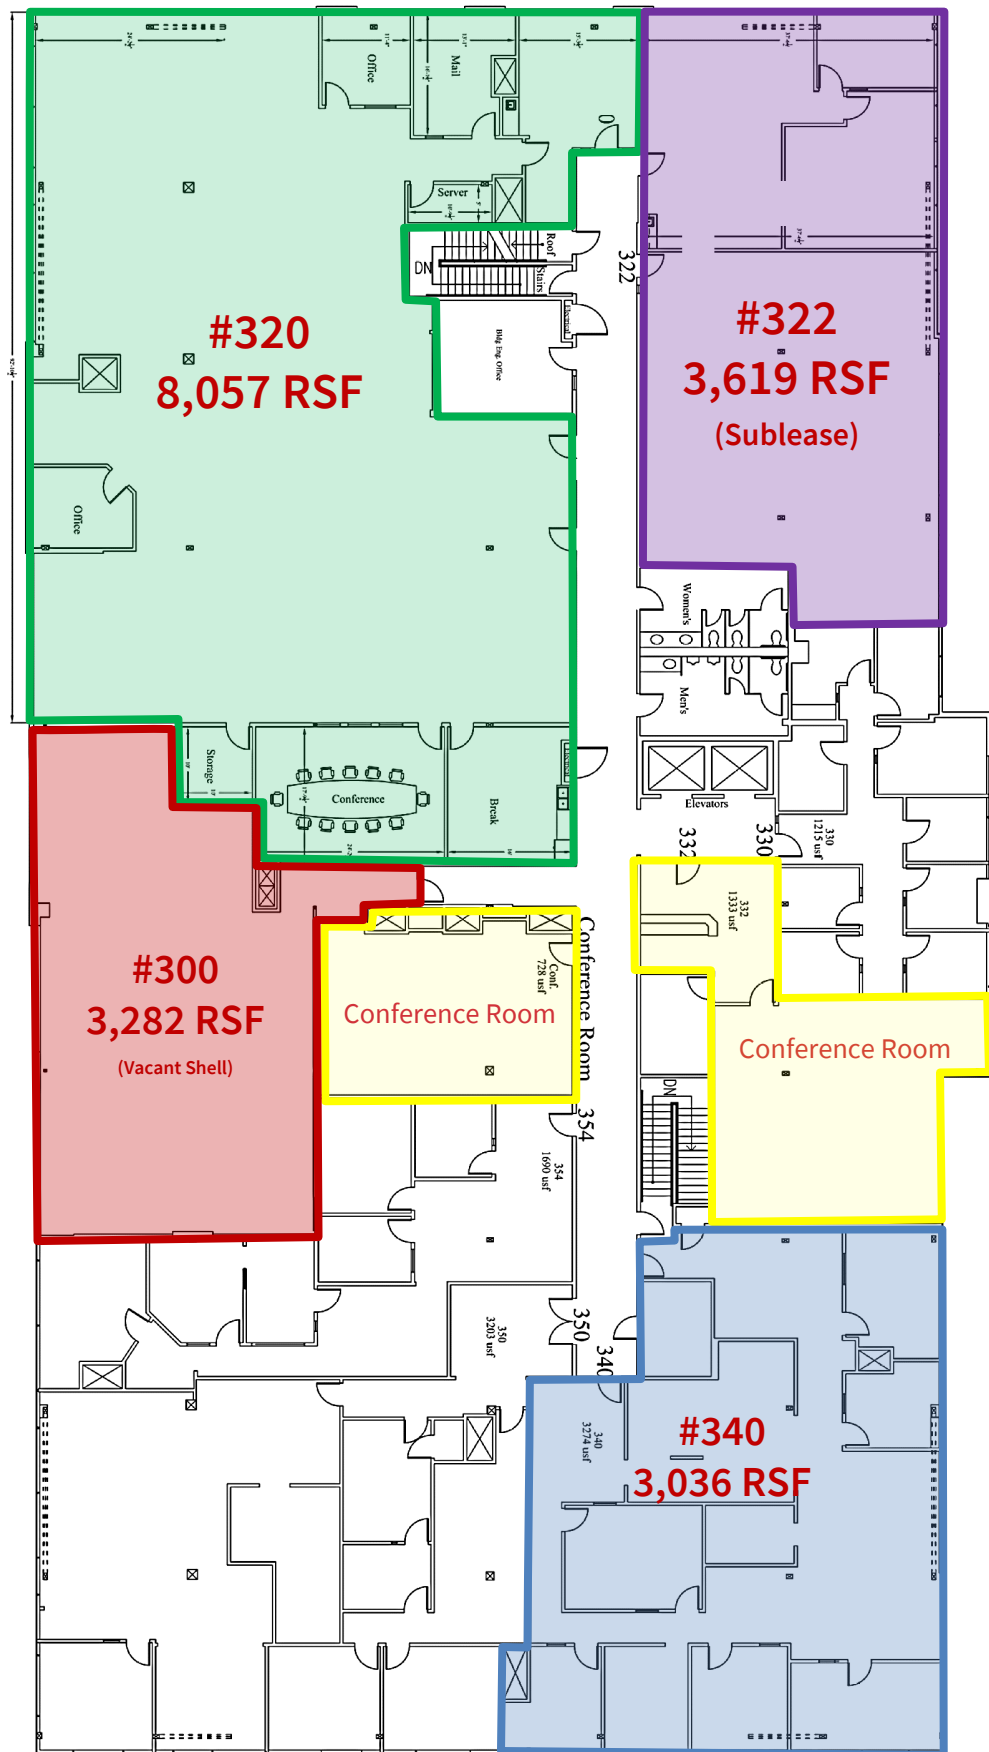 Office
Mail
0
Server
Roof
Stairs
DN
322
Electrical
Bldg Eng. Office
#320
8,057 RSF
#322
3,619 RSF
(Sublease)
Office
Women's
Men's
Storage
Conference
Break
Electrical
Elevators
332
330
330
1215 usf
332
1333 usf
#300
3,282 RSF
(Vacant Shell)
Conf.
728 usf
Conference Room
Conference Room
Conference Room
DN
354
354
1690 usf
350
3203 usf
350
340
340
3274 usf
#340
3,036 RSF